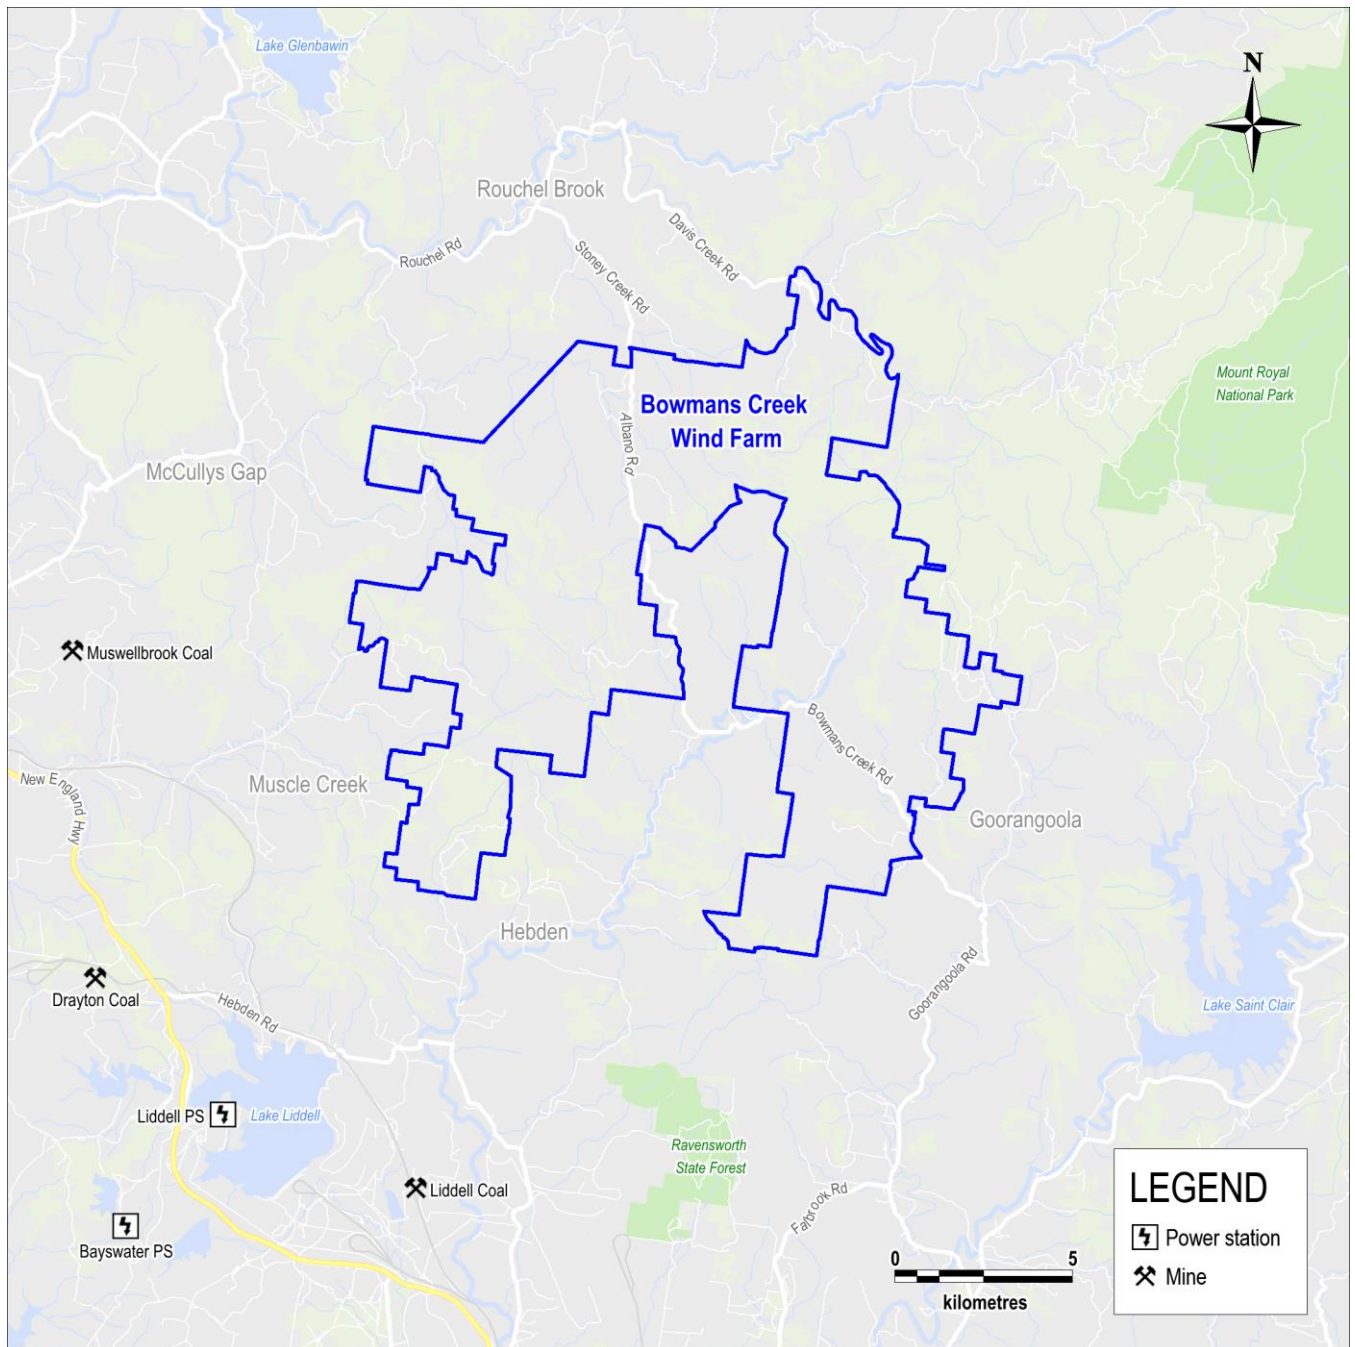 Lake Glenbawin
N
Rouchel Brook
Davis Creek Rd
Rouchel Rd
Stoney Creek Rd
Mount Royal
National Park
Bowmans Creek
Wind Farm
Albano Rd
McCullys Gap
Muswellbrook Coal
Bowmans Creek Rd
New England Hwy
Muscle Creek
Goorangoola
Hebden
Drayton Coal
Hebden Rd
Goorangoola Rd
Lake Saint Clair
Liddell PS
Lake Liddell
Ravensworth
State Forest
Liddell Coal
Falbrook Rd
Bayswater PS
LEGEND
Power station
Mine
0 5
kilometres